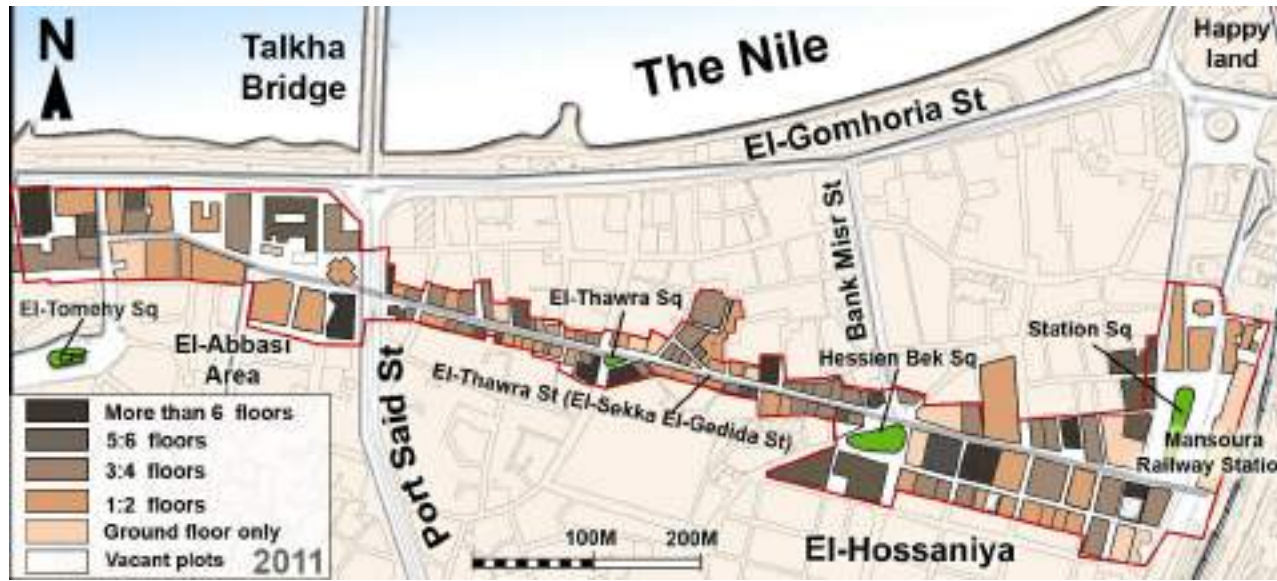 N
Talkha
Bridge
The Nile
Happy
land
El-Gomhoria St
Bank Misr St
El-Tomehy Sq
El-Abbasi
Area
Port Said St
El-Thawra Sq
El-Thawra St (El-Sekka El-Gedida St)
Hessien Bek Sq
Station Sq
Mansoura
Railway Statio
El-Hossaniya
More than 6 floors
5:6 floors
3:4 floors
1:2 floors
Ground floor only
Vacant plots 2011
100M 200M